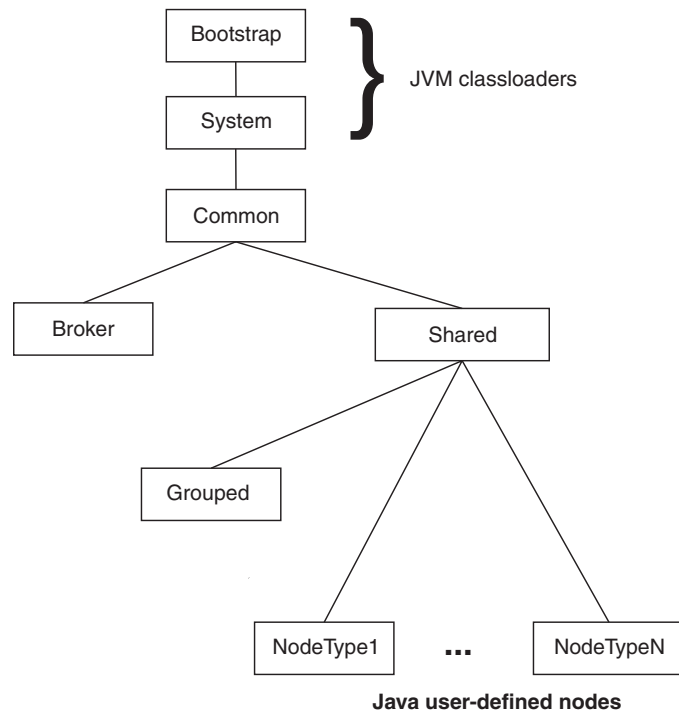 Bootstrap
JVM classloaders
System
Common
Broker
Shared
Grouped
NodeType1 ... NodeTypeN
Java user-defined nodes